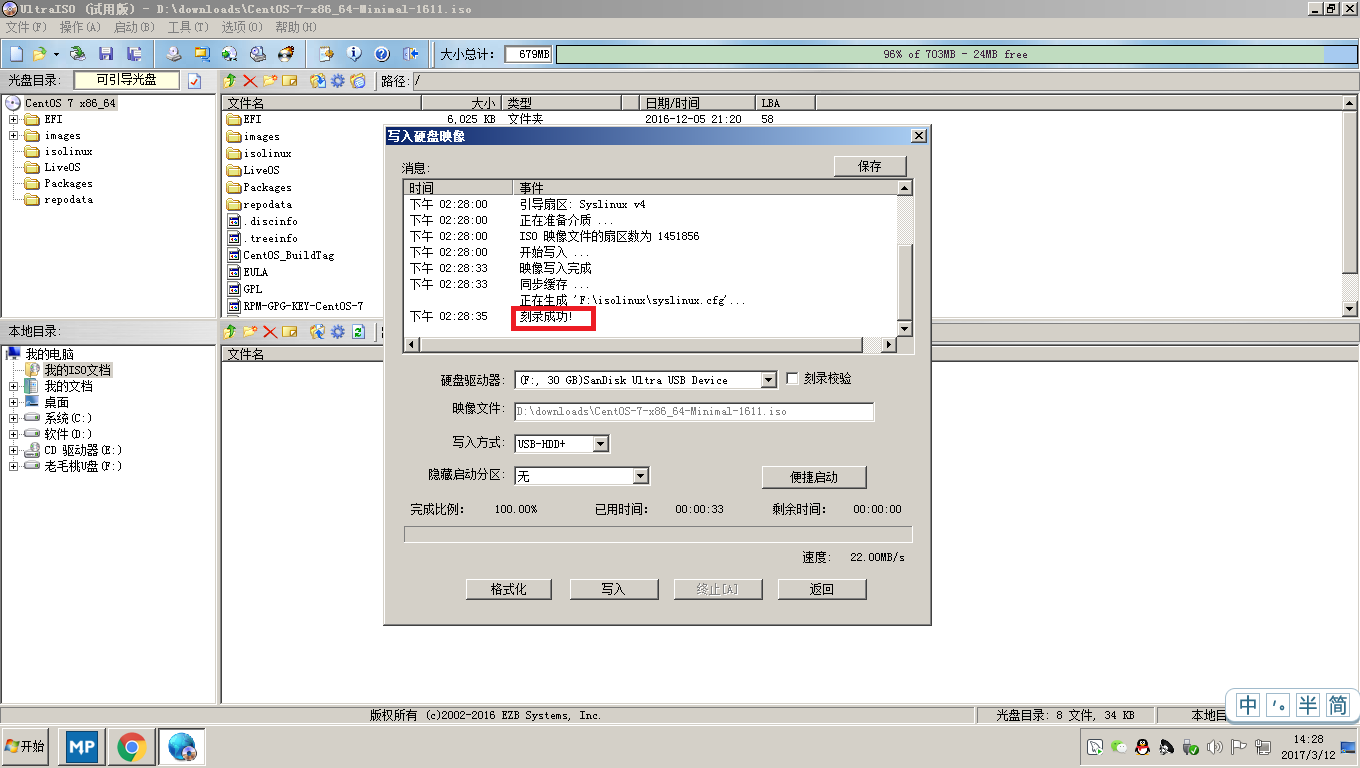 UltraISO (试用版) - D:\downloads\CentOS-7-x86_64-Minimal-1611.iso
文件(F) 操作(A) 启动(B) 工具(T) 选项(O) 帮助(H)
大小总计: 679MB 96% of 703MB - 24MB free
光盘目录: 可引导光盘 路径: /
CentOS 7 x86_64
EFI
images
isolinux
LiveOS
Packages
repodata
文件名 大小 类型 日期/时间 LBA
EFI 6,025 KB 文件夹 2016-12-05 21:20 58
images
isolinux
LiveOS
Packages
repodata
.discinfo
.treeinfo
CentOS_BuildTag
EULA
GPL
RPM-GPG-KEY-CentOS-7
写入硬盘映像
消息: 保存
时间 事件
下午 02:28:00 引导扇区: Syslinux v4
下午 02:28:00 正在准备介质 ...
下午 02:28:00 ISO 映像文件的扇区数为 1451856
下午 02:28:00 开始写入 ...
下午 02:28:33 映像写入完成
下午 02:28:33 同步缓存 ...
正在生成 'F:\isolinux\syslinux.cfg'...
下午 02:28:35 刻录成功!
硬盘驱动器: (F:, 30 GB)SanDisk Ultra USB Device 刻录校验
映像文件: D:\downloads\CentOS-7-x86_64-Minimal-1611.iso
写入方式: USB-HDD+
隐藏启动分区: 无 便捷启动
完成比例: 100.00% 已用时间: 00:00:33 剩余时间: 00:00:00
速度: 22.00MB/s
格式化 写入 终止[A] 返回
本地目录:
我的电脑
我的ISO文档
我的文档
桌面
系统(C:)
软件(D:)
CD 驱动器(E:)
老毛桃U盘(F:)
文件名
版权所有 (c)2002-2016 EZB Systems, Inc. 光盘目录: 8 文件, 34 KB 本地目
中 ’。 半 简
开始 MP 14:28
2017/3/12